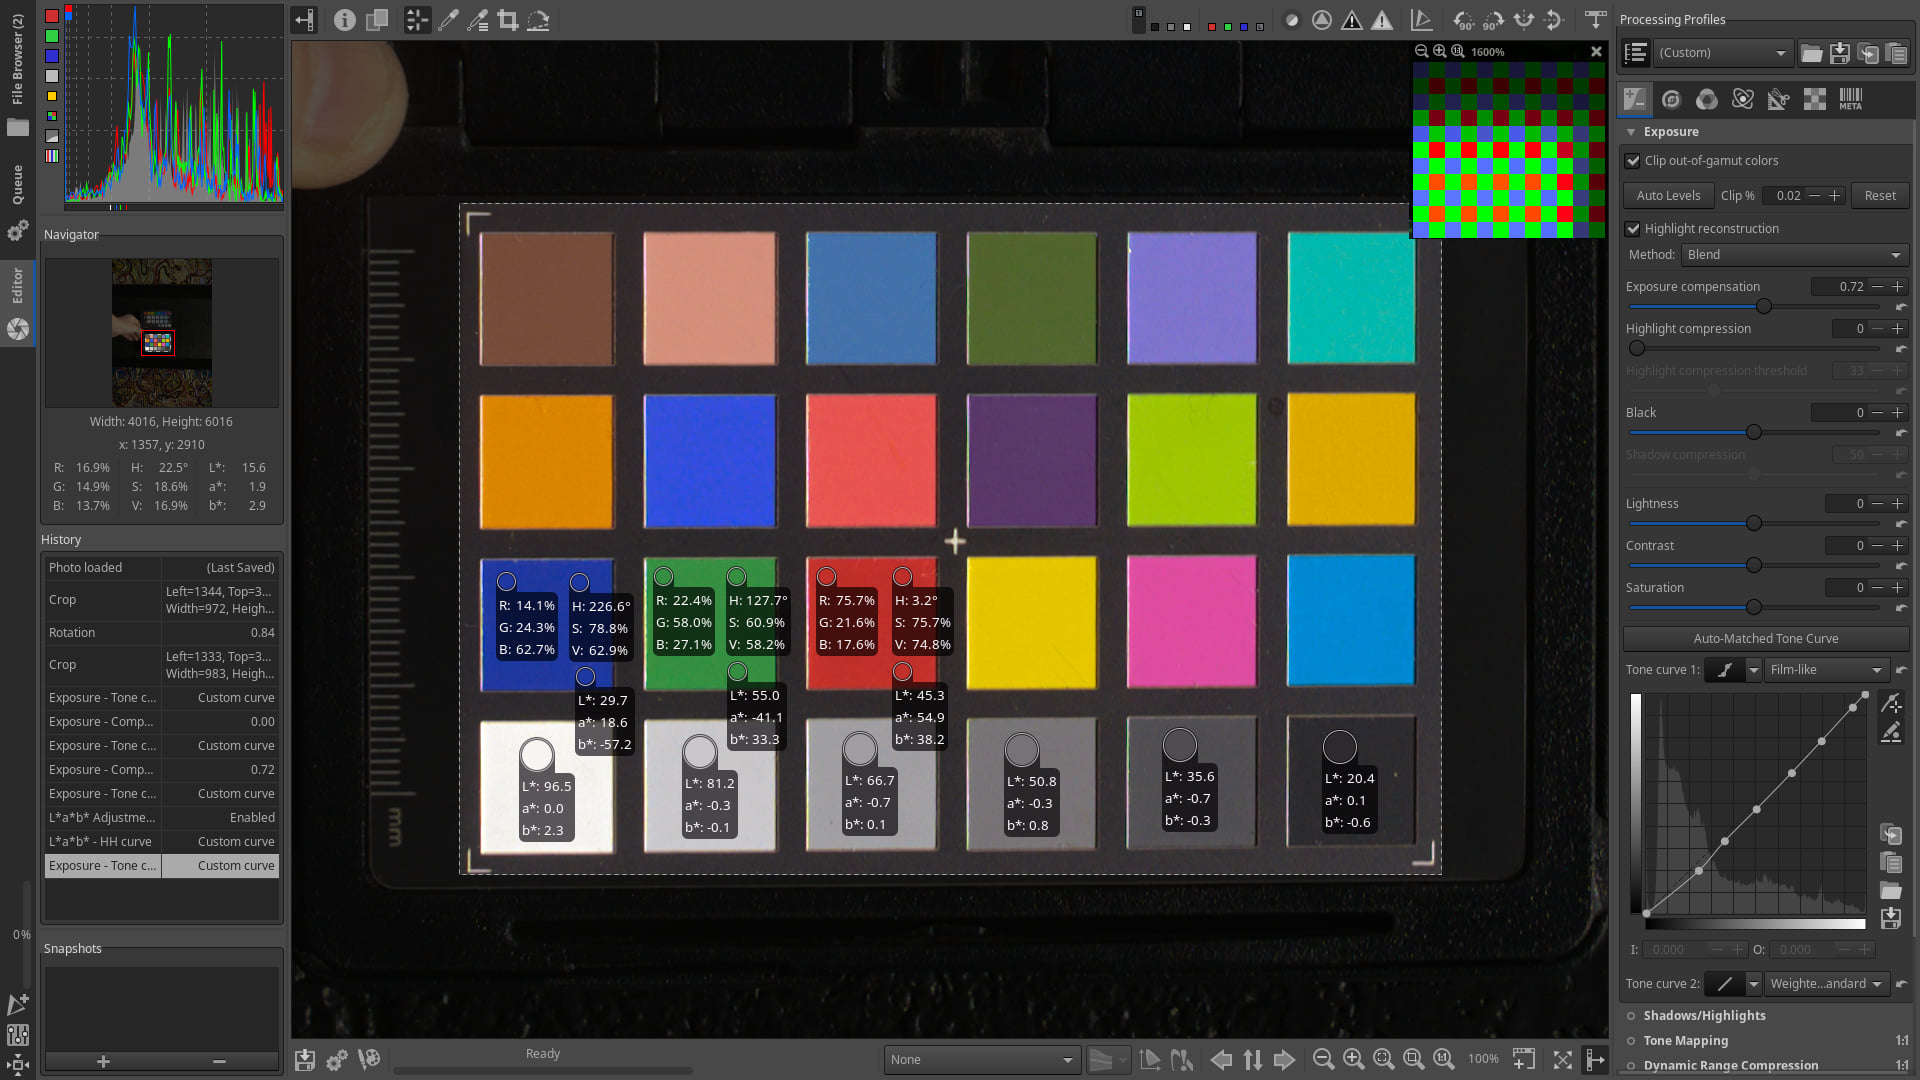 File Browser (2)
Queue
Editor
0%
Navigator
Width: 4016, Height: 6016
x: 1357, y: 2910
R: 16.9% H: 22.5° L*: 15.6
G: 14.9% S: 18.6% a*: 1.9
B: 13.7% V: 16.9% b*: 2.9
History
Photo loaded (Last Saved)
Crop Left=1344, Top=3...
Width=972, Heigh...
Rotation 0.84
Crop Left=1333, Top=3...
Width=983, Heigh...
Exposure - Tone c... Custom curve
Exposure - Comp... 0.00
Exposure - Tone c... Custom curve
Exposure - Comp... 0.72
Exposure - Tone c... Custom curve
L*a*b* Adjustme... Enabled
L*a*b* - HH curve Custom curve
Exposure - Tone c... Custom curve
Snapshots
1600%
R: 14.1%
G: 24.3%
B: 62.7%
H: 226.6°
S: 78.8%
V: 62.9%
L*: 29.7
a*: 18.6
b*: -57.2
R: 22.4%
G: 58.0%
B: 27.1%
H: 127.7°
S: 60.9%
V: 58.2%
L*: 55.0
a*: -41.1
b*: 33.3
R: 75.7%
G: 21.6%
B: 17.6%
H: 3.2°
S: 75.7%
V: 74.8%
L*: 45.3
a*: 54.9
b*: 38.2
L*: 96.5
a*: 0.0
b*: 2.3
L*: 81.2
a*: -0.3
b*: -0.1
L*: 66.7
a*: -0.7
b*: 0.1
L*: 50.8
a*: -0.3
b*: 0.8
L*: 35.6
a*: -0.7
b*: -0.3
L*: 20.4
a*: 0.1
b*: -0.6
mm
Ready
None
100%
Processing Profiles
(Custom)
META
Exposure
Clip out-of-gamut colors
Auto Levels Clip % 0.02 Reset
Highlight reconstruction
Method: Blend
Exposure compensation 0.72
Highlight compression 0
Highlight compression threshold 33
Black 0
Shadow compression 50
Lightness 0
Contrast 0
Saturation 0
Auto-Matched Tone Curve
Tone curve 1: Film-like
I: 0.000 O: 0.000
Tone curve 2: Weighte...andard
Shadows/Highlights
Tone Mapping 1:1
Dynamic Range Compression 1:1